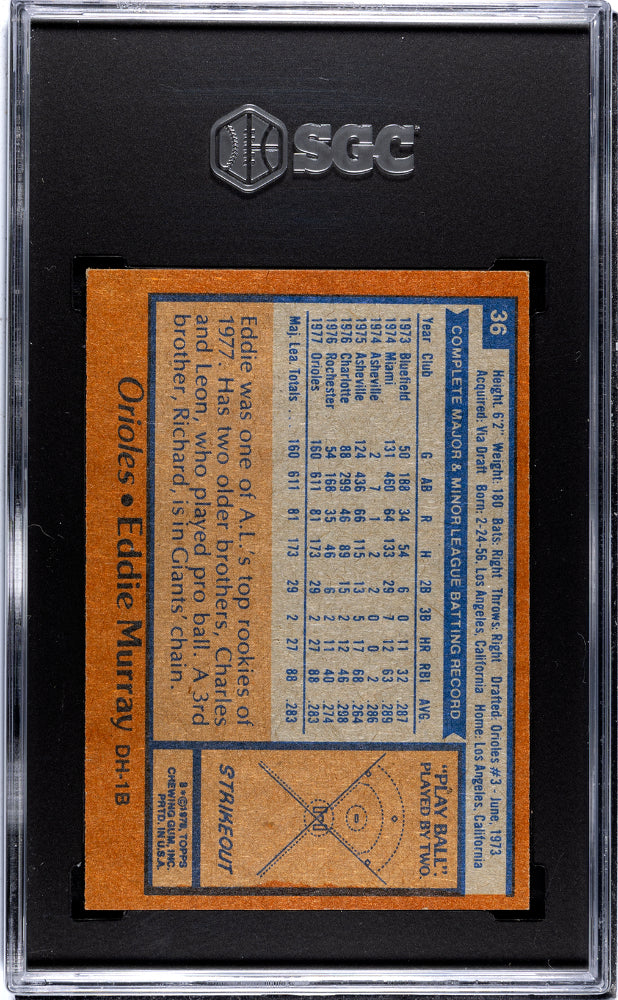 SGC
36
Height: 6'2" Weight: 180 Bats: Right Throws: Right Drafted: Orioles #3 - June, 1973
Acquired: Via Draft Born: 2-24-56, Los Angeles, California Home: Los Angeles, California
COMPLETE MAJOR & MINOR LEAGUE BATTING RECORD
Year Club G AB R H 2B 3B HR RBI AVG
1973 Bluefield 50 188 34 54 6 0 11 32 .287
1974 Miami 131 460 64 133 29 7 12 63 .289
1974 Asheville 2 7 1 2 2 0 0 2 .286
1975 Asheville 124 436 66 115 13 5 17 68 .264
1976 Charlotte 88 299 46 89 15 2 12 46 .298
1976 Rochester 54 168 35 46 6 2 11 40 .274
1977 Orioles 160 611 81 173 29 2 27 88 .283
Maj. Lea. Totals ... 160 611 81 173 29 2 27 88 .283
Eddie was one of A.L.'s top rookies of
1977. Has two older brothers, Charles
and Leon, who played pro ball. A 3rd
brother, Richard, is in Giants' chain.
"PLAY BALL"
PLAYED BY TWO
STRIKEOUT
B*©1978, TOPPS
CHEWING GUM, INC.
PRTD. IN U.S.A.
Orioles • Eddie Murray DH-1B